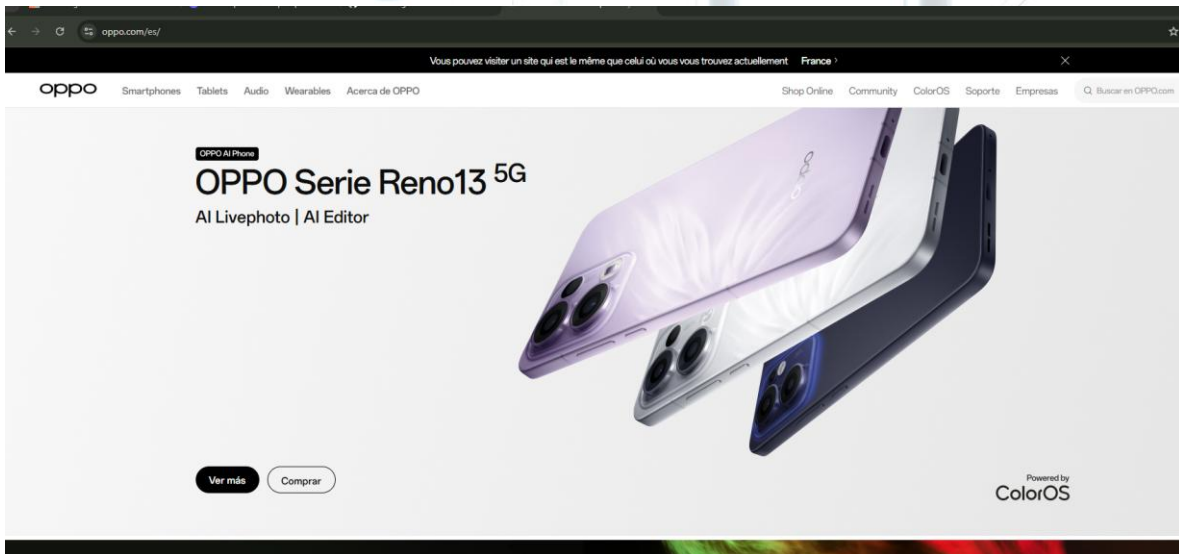 oppo.com/es/
Vous pouvez visiter un site qui est le même que celui où vous vous trouvez actuellement France
oppo Smartphones Tablets Audio Wearables Acerca de OPPO Shop Online Community ColorOS Soporte Empresas Buscar en OPPO.com
OPPO AI Phone
OPPO Serie Reno13 5G
AI Livephoto | AI Editor
oppo
Ver más Comprar
Powered by
ColorOS